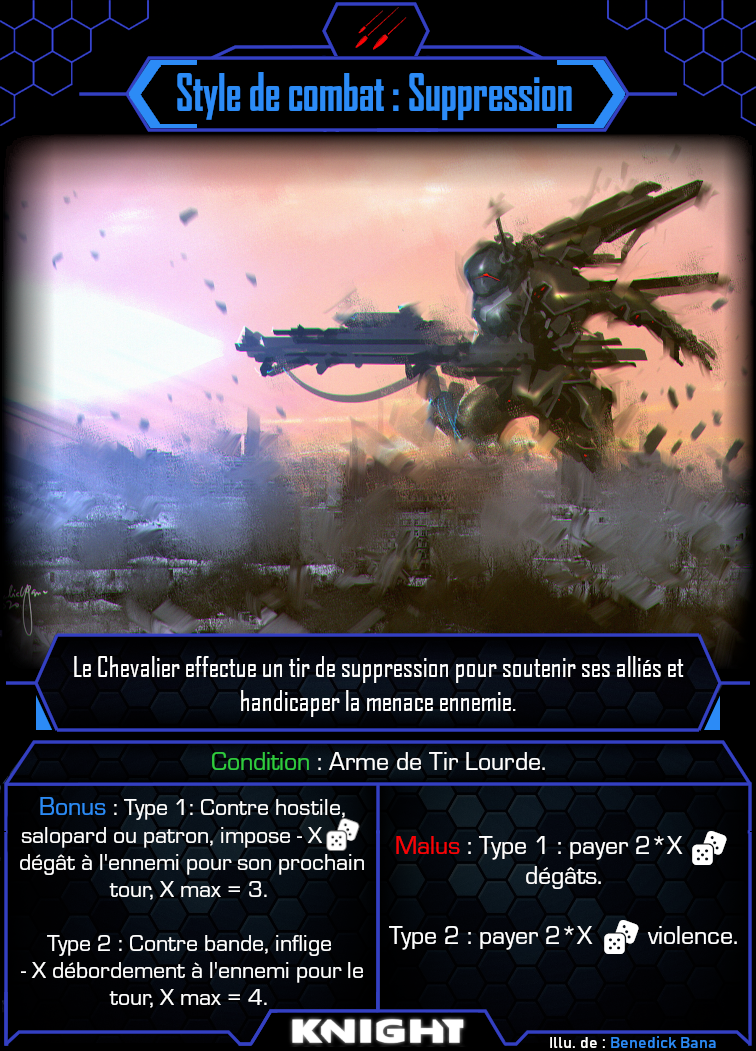 Style de combat : Suppression
Le Chevalier effectue un tir de suppression pour soutenir ses alliés et
handicaper la menace ennemie.
Condition : Arme de Tir Lourde.
Bonus : Type 1: Contre hostile,
salopard ou patron, impose - X
dégât à l'ennemi pour son prochain
tour, X max = 3.
Type 2 : Contre bande, inflige
- X débordement à l'ennemi pour le
tour, X max = 4.
Malus : Type 1 : payer 2*X
dégâts.
Type 2 : payer 2*X violence.
KNIGHT
Illu. de : Benedick Bana